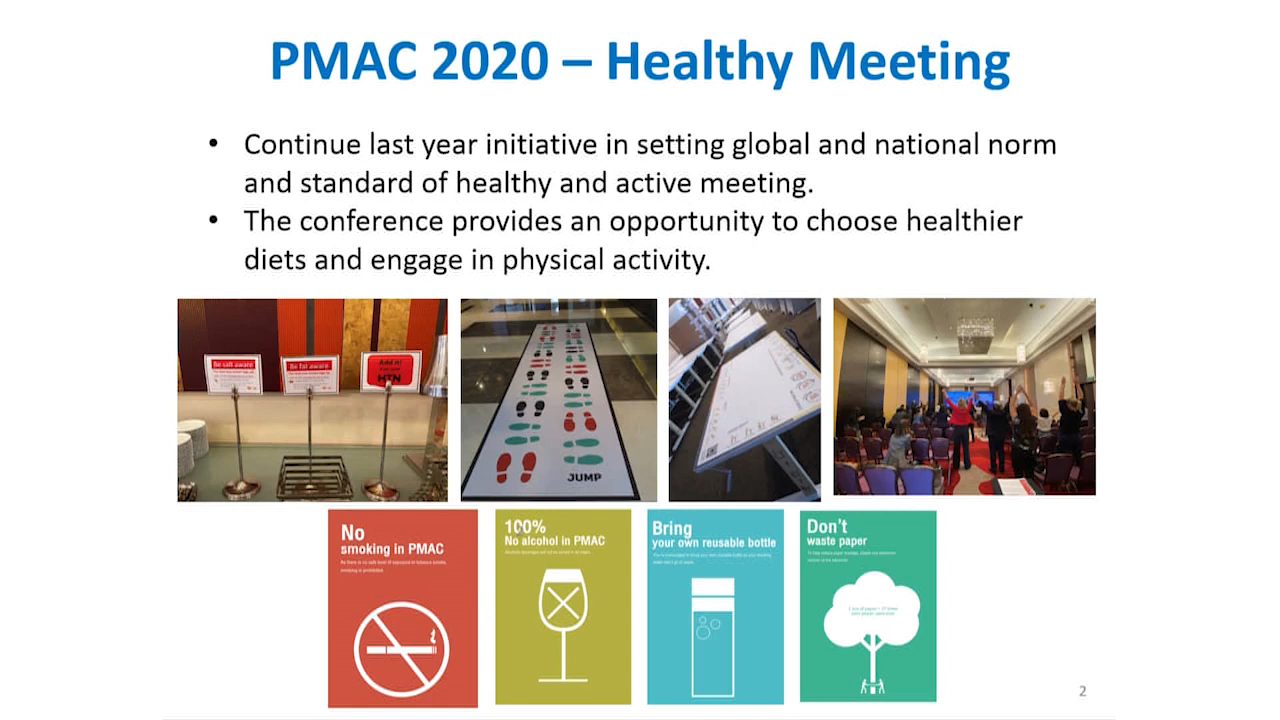 PMAC 2020 – Healthy Meeting
• Continue last year initiative in setting global and national norm
and standard of healthy and active meeting.
• The conference provides an opportunity to choose healthier
diets and engage in physical activity.
Be salt aware
Be fat aware
Add it!
HTN
JUMP
No
smoking in PMAC
100%
No alcohol in PMAC
Bring
your own reusable bottle
Don't
waste paper
2